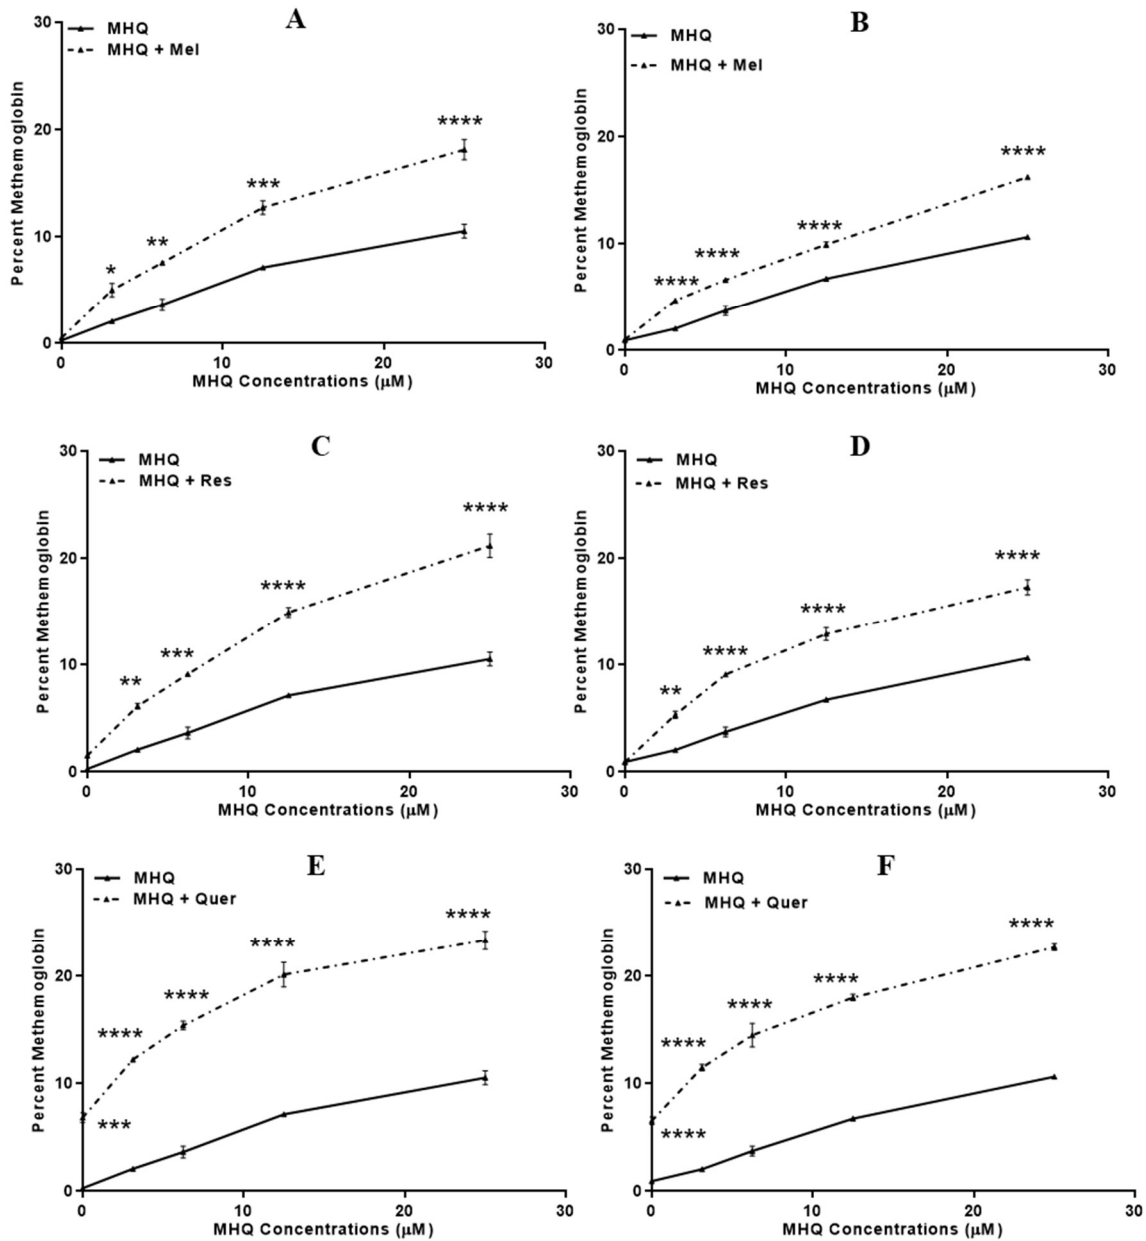 A
MHQ
MHQ + Mel
Percent Methemoglobin
30
20
10
0
*
**
***
****
0
10
20
30
MHQ Concentrations (μM)
B
MHQ
MHQ + Mel
Percent Methemoglobin
30
20
10
0
****
****
****
****
0
10
20
30
MHQ Concentrations (μM)
C
MHQ
MHQ + Res
Percent Methemoglobin
30
20
10
0
**
***
****
****
0
10
20
30
MHQ Concentrations (μM)
D
MHQ
MHQ + Res
Percent Methemoglobin
30
20
10
0
**
****
****
****
0
10
20
30
MHQ Concentrations (μM)
E
MHQ
MHQ + Quer
Percent Methemoglobin
30
20
10
0
***
****
****
****
****
0
10
20
30
MHQ Concentrations (μM)
F
MHQ
MHQ + Quer
Percent Methemoglobin
30
20
10
0
****
****
****
****
****
0
10
20
30
MHQ Concentrations (μM)